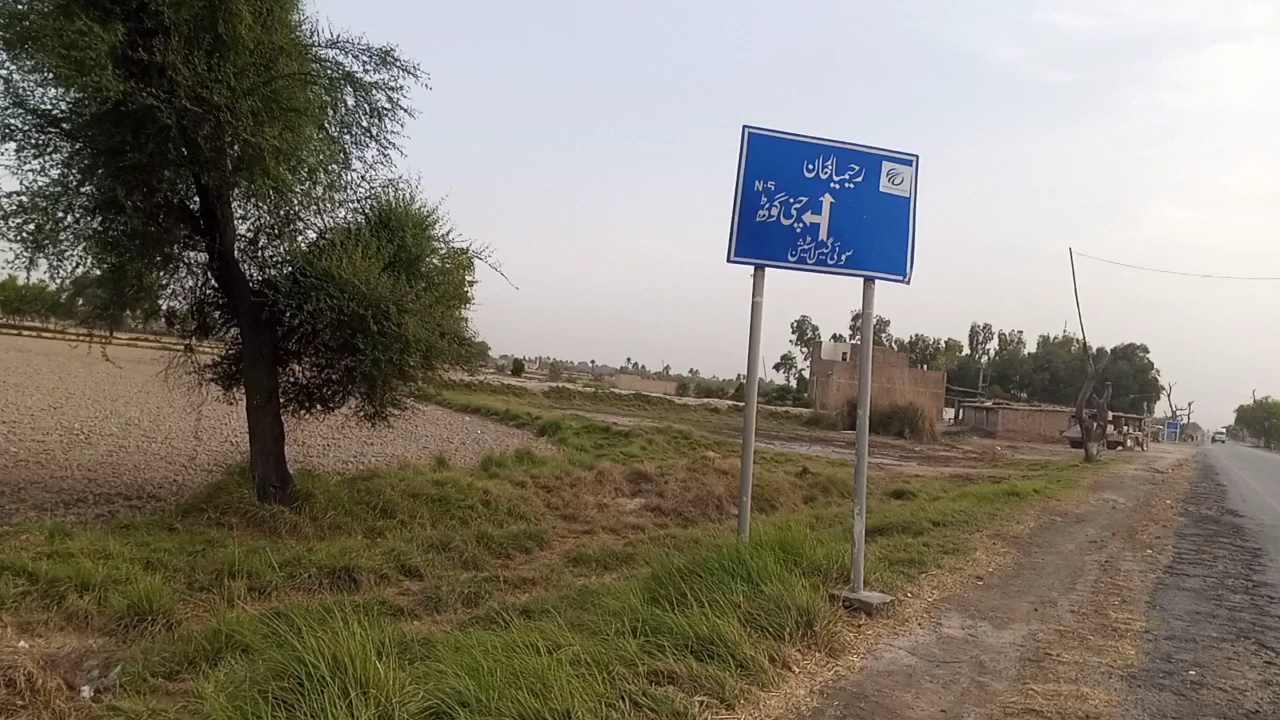 رحیم یار خان
N-5
چنی گوٹھ
سوئی گیس اسٹیشن